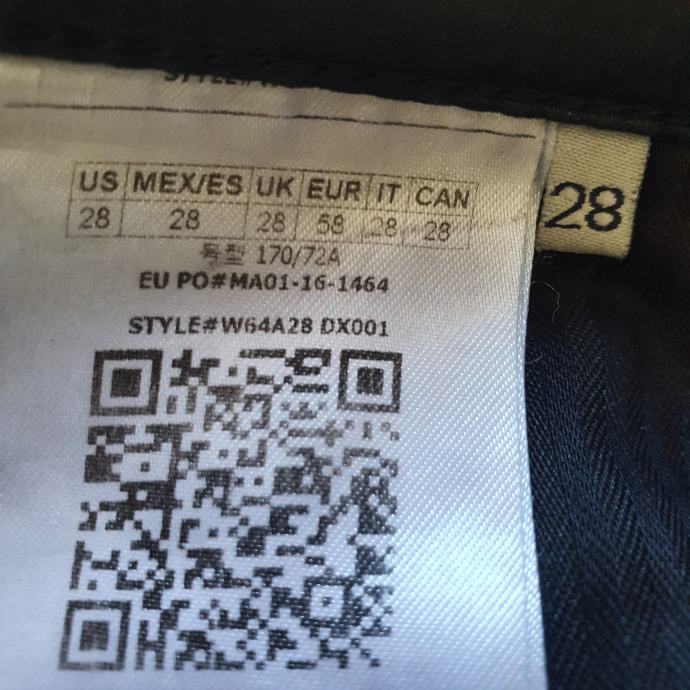 US MEX/ES UK EUR IT CAN
28 28 28 58 28 28
170/72A
EU PO#MA01-16-1464
STYLE#W64A28 DX001
28